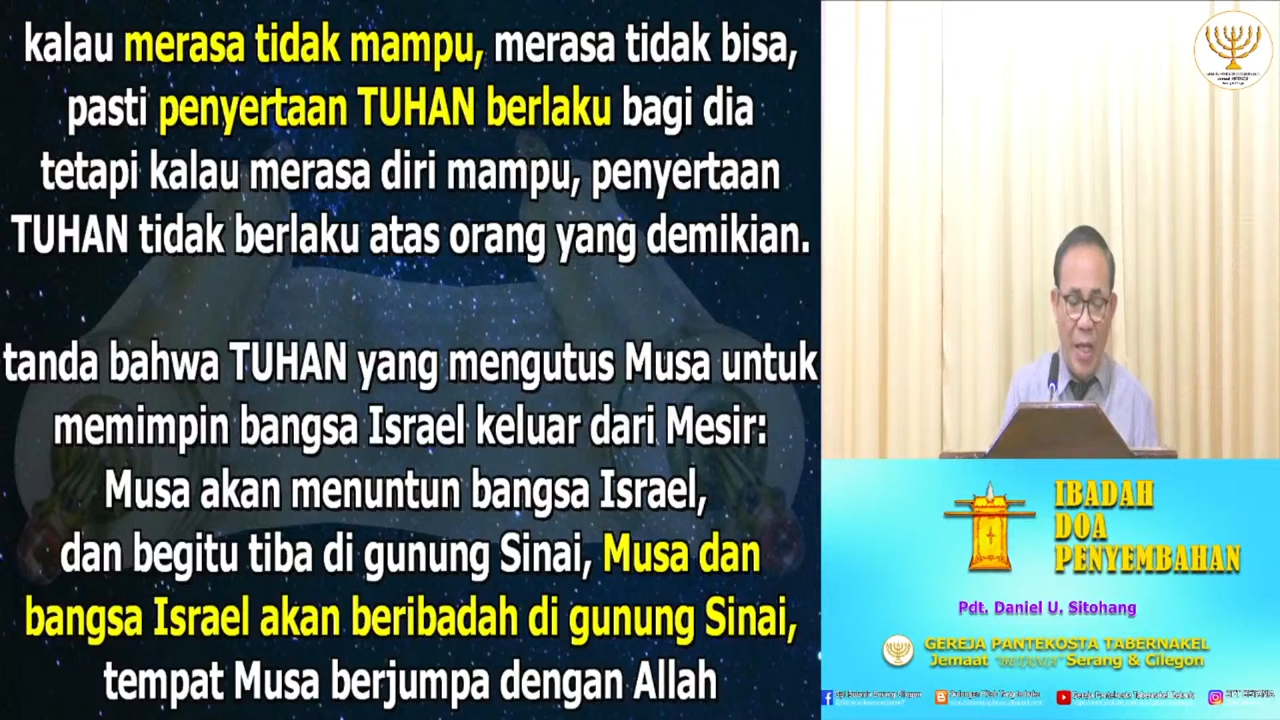 kalau merasa tidak mampu, merasa tidak bisa,
pasti penyertaan TUHAN berlaku bagi dia
tetapi kalau merasa diri mampu, penyertaan
TUHAN tidak berlaku atas orang yang demikian.
tanda bahwa TUHAN yang mengutus Musa untuk
memimpin bangsa Israel keluar dari Mesir:
Musa akan menuntun bangsa Israel,
dan begitu tiba di gunung Sinai, Musa dan
bangsa Israel akan beribadah di gunung Sinai,
tempat Musa berjumpa dengan Allah
IBADAH
DOA
PENYEMBAHAN
Pdt. Daniel U. Sitohang
GEREJA PANTEKOSTA TABERNAKEL
Jemaat "BETANIA" Serang & Cilegon